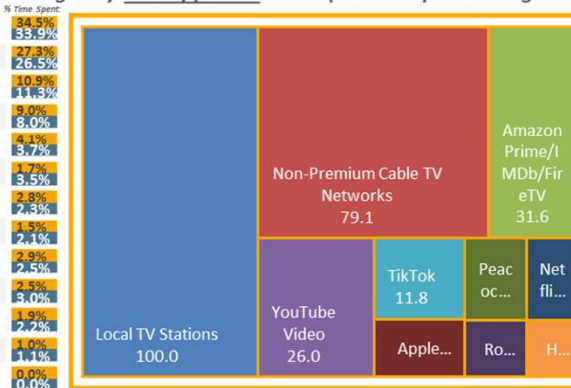 % Time Spent:
34.5%
33.9%
27.3%
26.5%
10.9%
11.3%
9.0%
8.0%
4.1%
3.7%
1.7%
3.5%
2.8%
2.3%
1.5%
2.1%
2.9%
2.5%
2.5%
3.0%
1.9%
2.2%
1.0%
1.1%
0.0%
0.0%
Local TV Stations
100.0
Non-Premium Cable TV
Networks
79.1
Amazon
Prime/I
MDb/Fir
eTV
31.6
YouTube
Video
26.0
TikTok
11.8
Peac
oc...
Net
fli...
Apple...
Ro...
H...